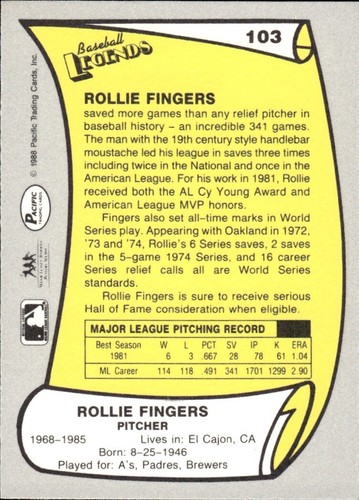 103
Baseball
LEGENDS
ROLLIE FINGERS
saved more games than any relief pitcher in
baseball history – an incredible 341 games.
The man with the 19th century style handlebar
moustache led his league in saves three times
including twice in the National and once in the
American League. For his work in 1981, Rollie
received both the AL Cy Young Award and
American League MVP honors.
Fingers also set all-time marks in World
Series play. Appearing with Oakland in 1972,
'73 and '74, Rollie's 6 Series saves, 2 saves
in the 5-game 1974 Series, and 16 career
Series relief calls all are World Series
standards.
Rollie Fingers is sure to receive serious
Hall of Fame consideration when eligible.
MAJOR LEAGUE PITCHING RECORD
Best Season W L PCT SV IP K ERA
1981 6 3 .667 28 78 61 1.04
ML Career 114 118 .491 341 1701 1299 2.90
ROLLIE FINGERS
PITCHER
1968-1985 Lives in: El Cajon, CA
Born: 8-25-1946
Played for: A's, Padres, Brewers
© 1988 Pacific Trading Cards, Inc.
PACIFIC
TRADING CARDS